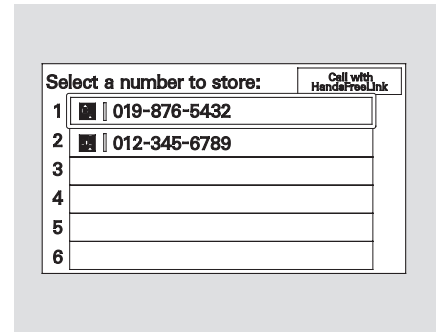 Select a number to store:
Call with
HandsFreeLink
1 019-876-5432
2 012-345-6789
3
4
5
6